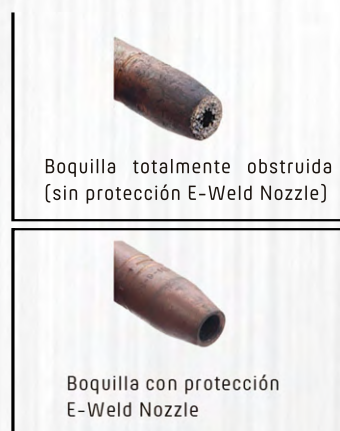 Boquilla totalmente obstruida
(sin protección E-Weld Nozzle)
Boquilla con protección
E-Weld Nozzle